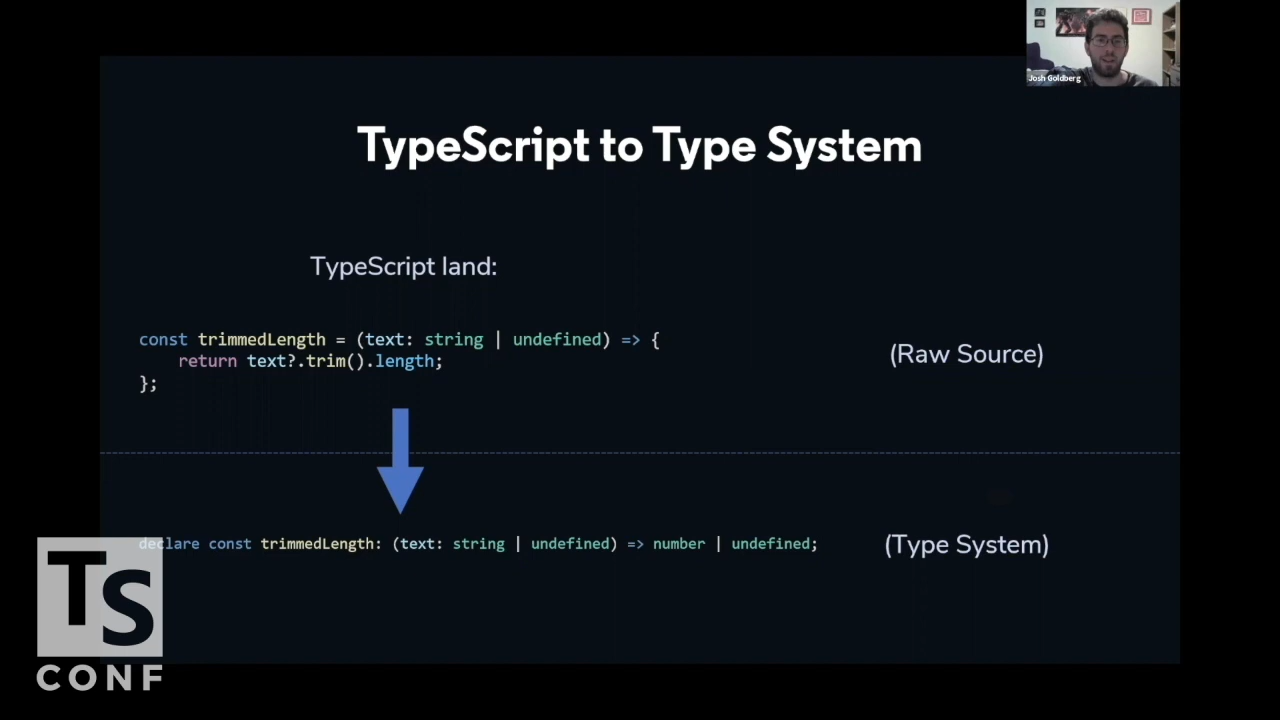 Josh Goldberg
TypeScript to Type System
TypeScript land:
const trimmedLength = (text: string | undefined) => {
    return text?.trim().length;
};
(Raw Source)
declare const trimmedLength: (text: string | undefined) => number | undefined;
(Type System)
TS
CONF